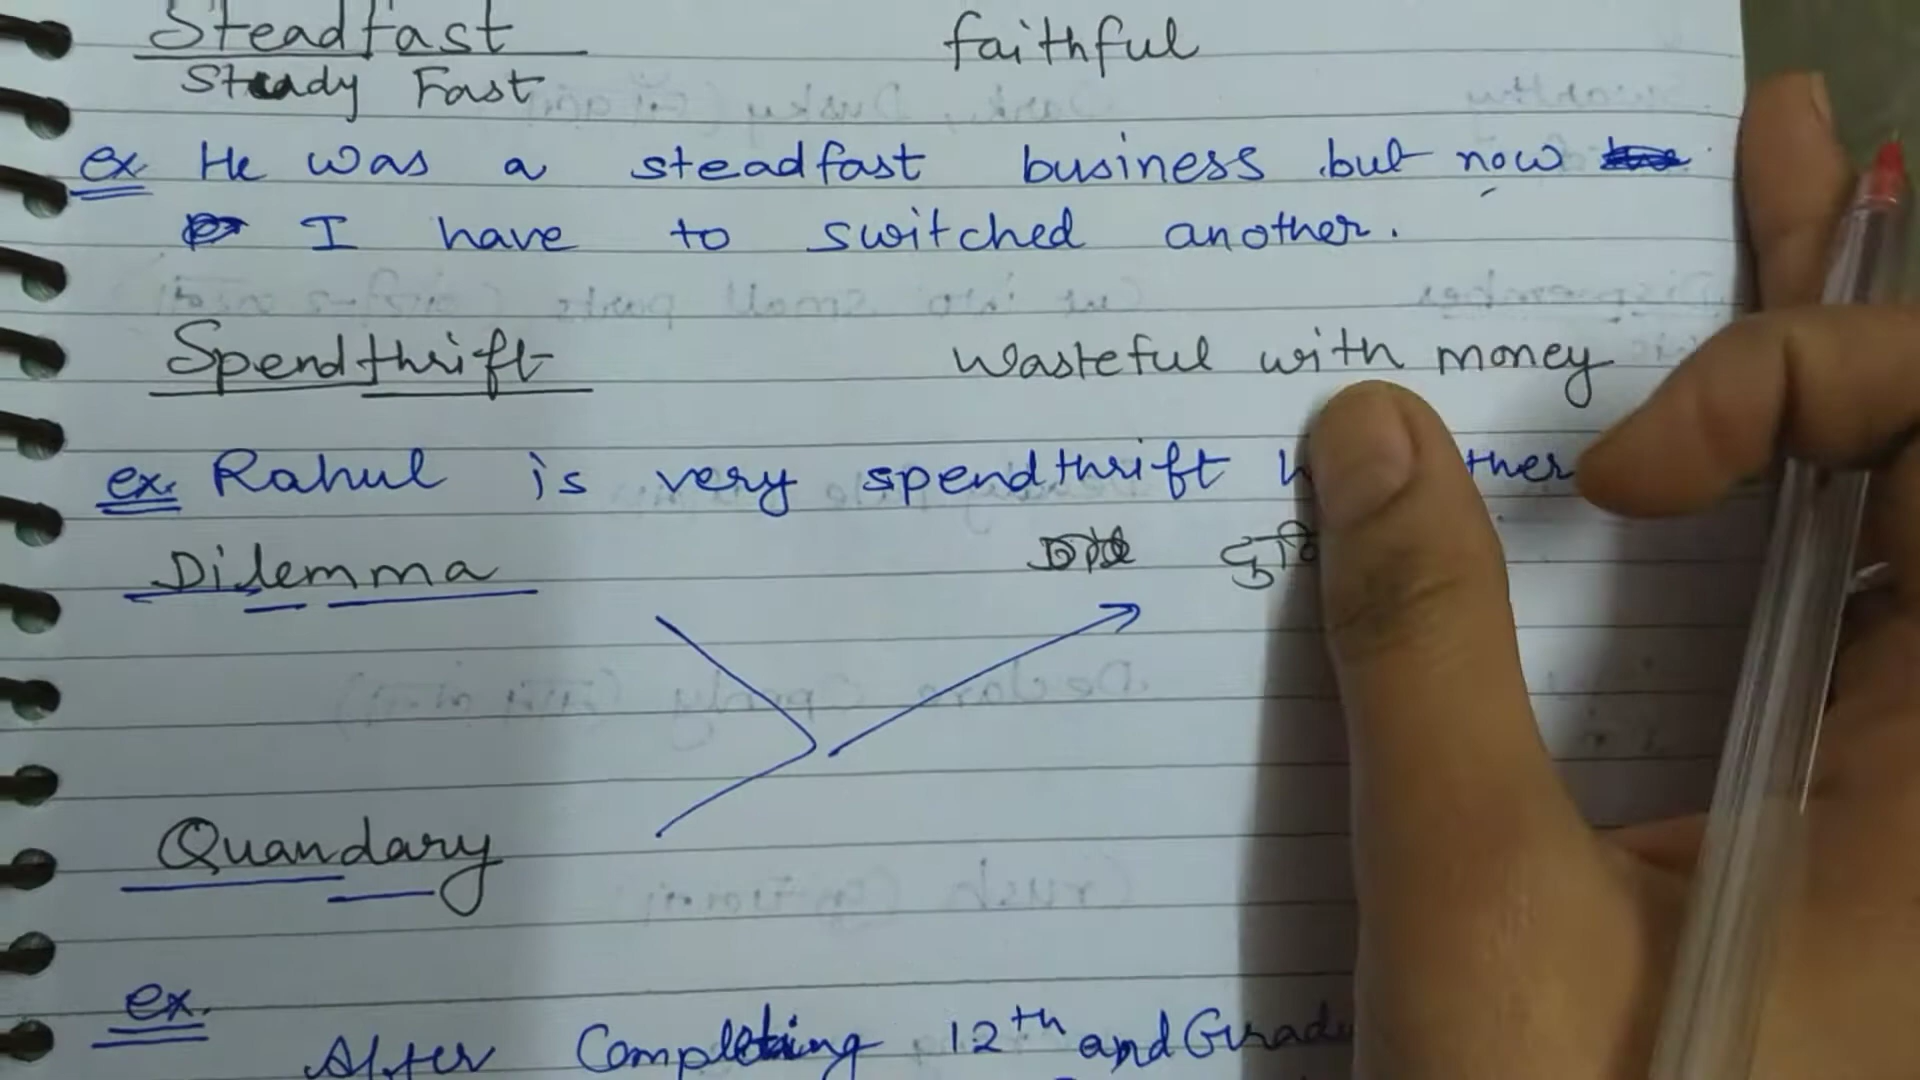 Steadfast faithful
Steady Fast
ex He was a steadfast business but now
I have to switched another.
Spendthrift Wasteful with money
ex. Rahul is very spendthrift
Dilemma
Quandary
ex.
After Completing 12th and